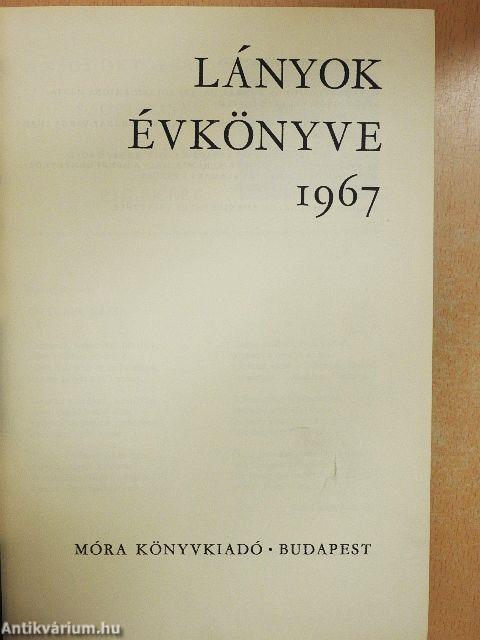 LÁNYOK
ÉVKÖNYVE
1967
MÓRA KÖNYVKIADÓ · BUDAPEST
Antikvárium.hu